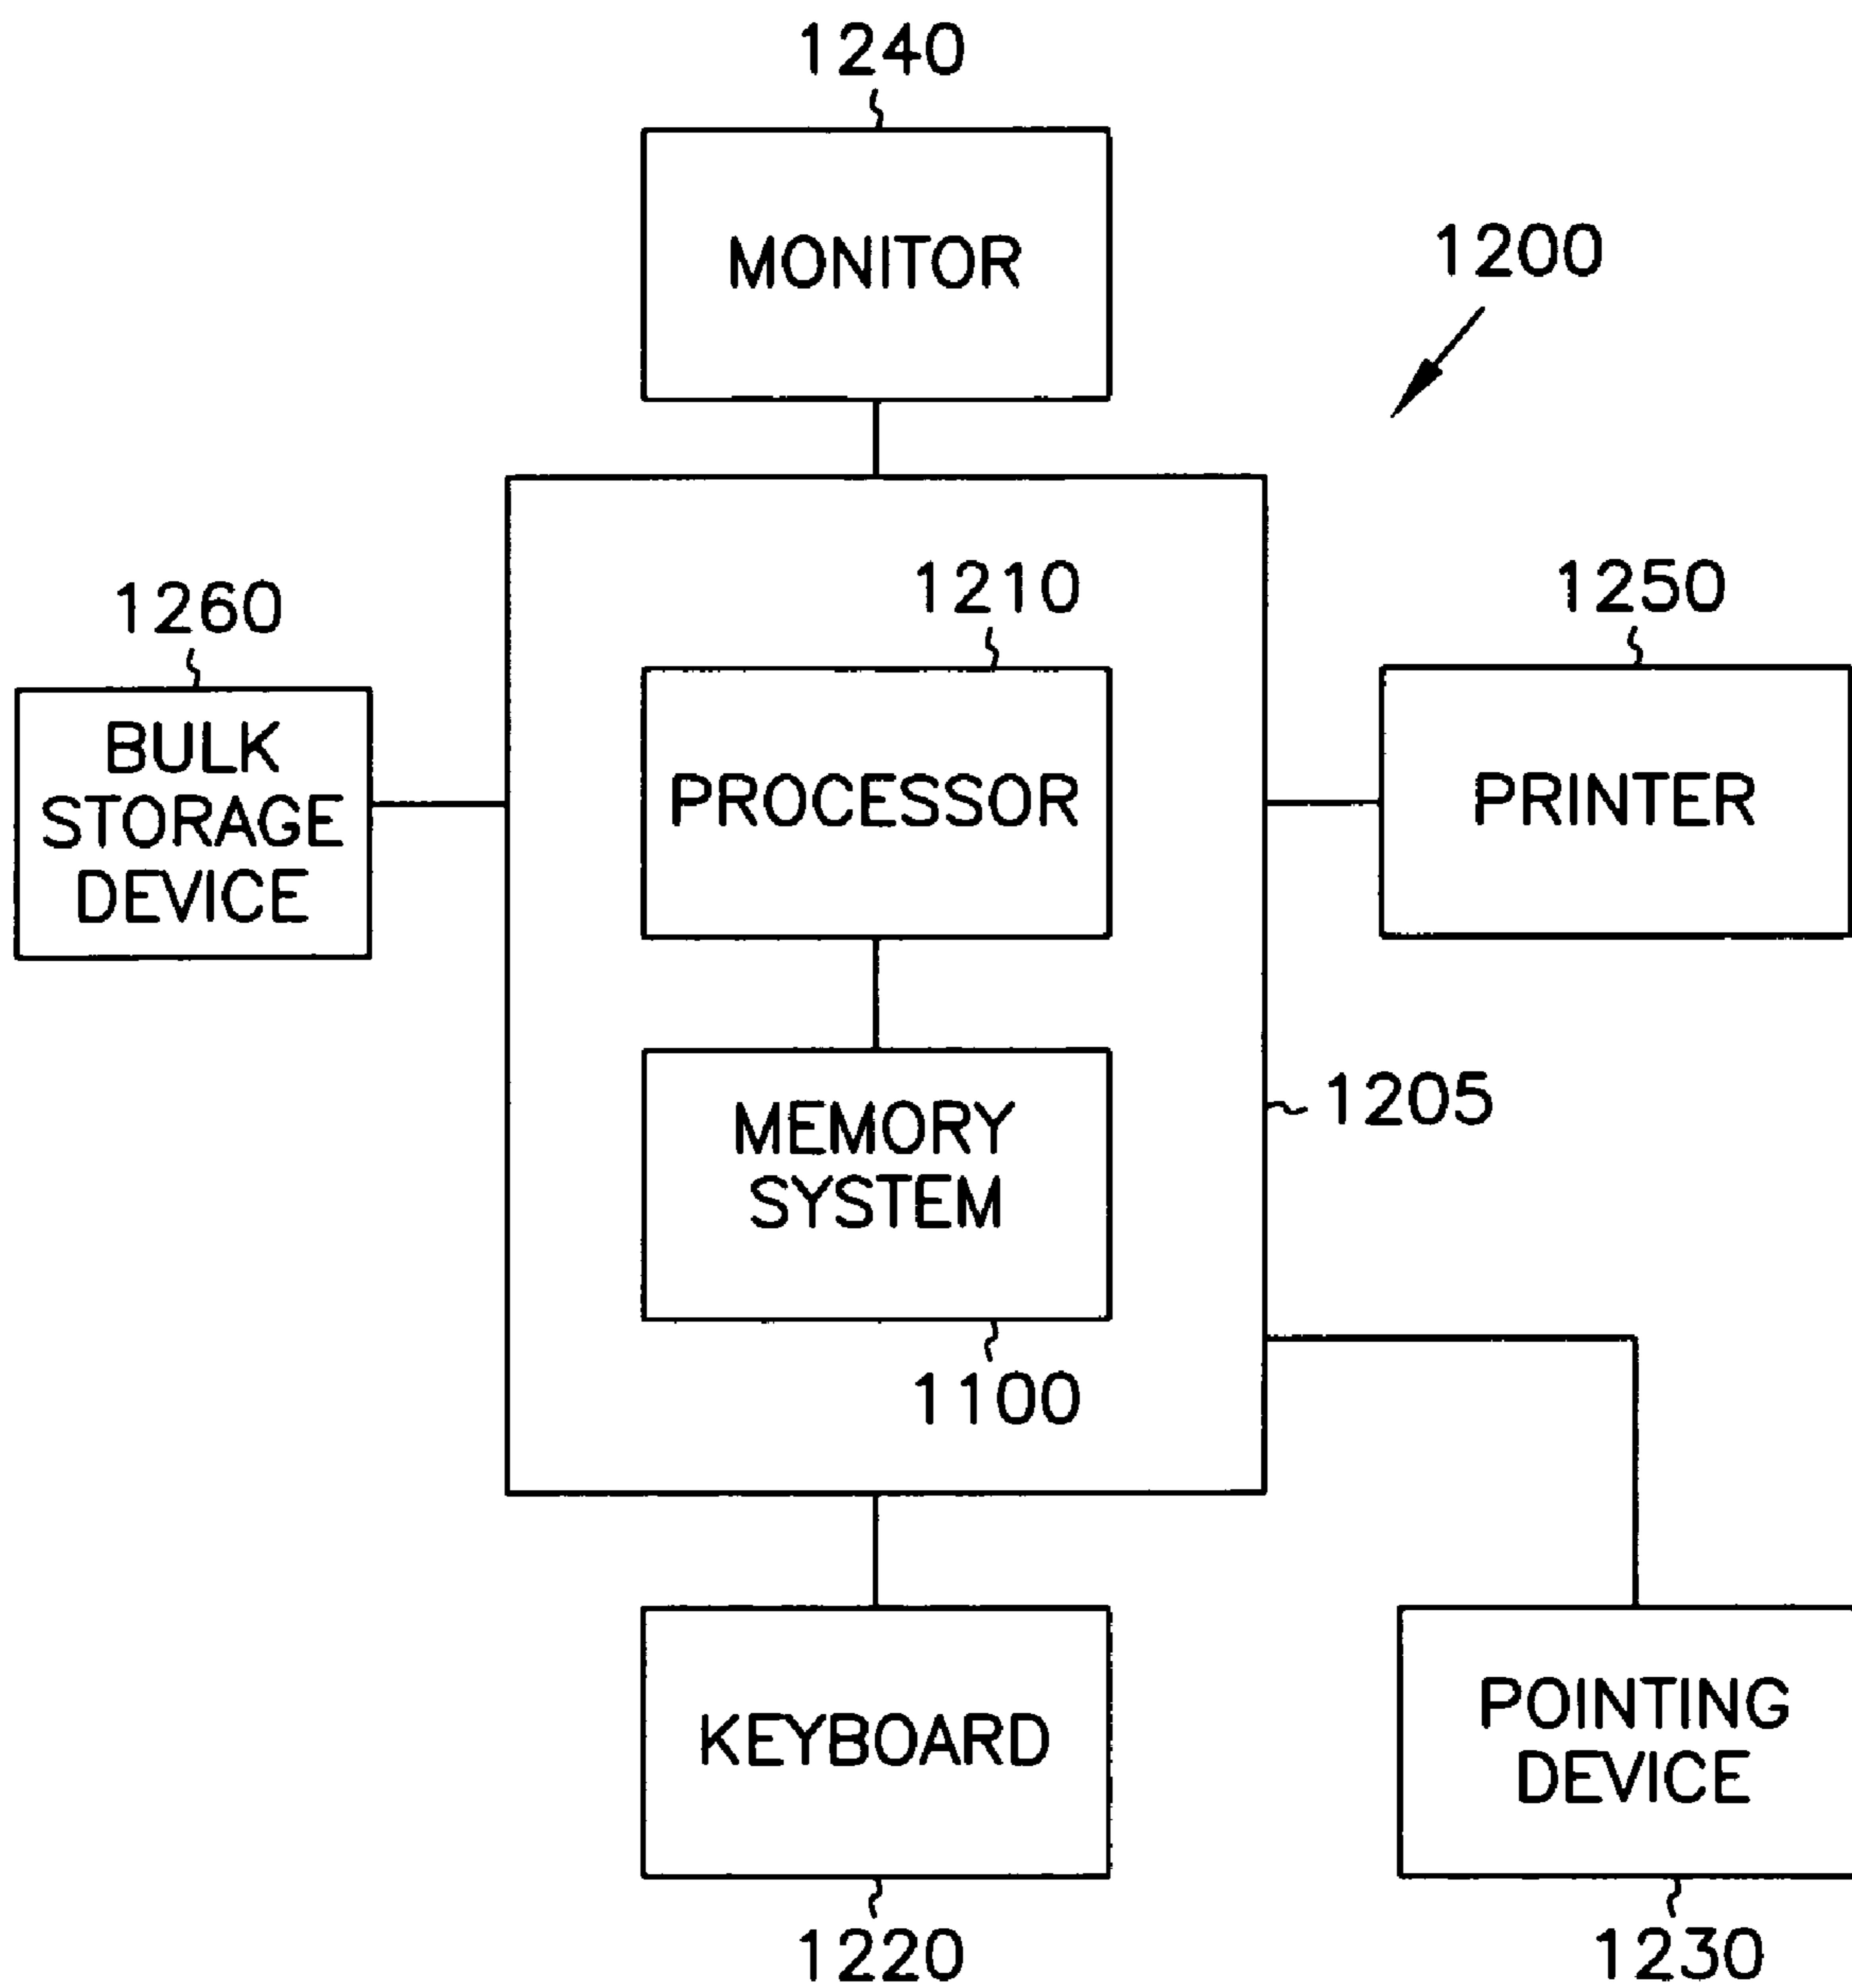 1240
MONITOR
1200
1210
1260
1250
BULK
STORAGE
DEVICE
PROCESSOR
PRINTER
1205
MEMORY
SYSTEM
1100
KEYBOARD
POINTING
DEVICE
1220
1230